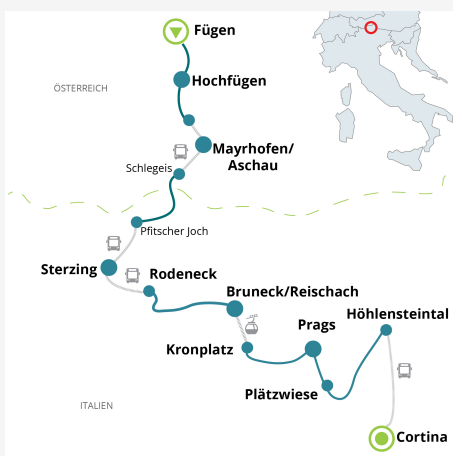 Fügen
Hochfügen
ÖSTERREICH
Mayrhofen/
Aschau
Schlegeis
Pfitscher Joch
Sterzing
Rodeneck
Bruneck/Reischach
Höhlensteintal
Prags
Kronplatz
Plätzwiese
ITALIEN
Cortina